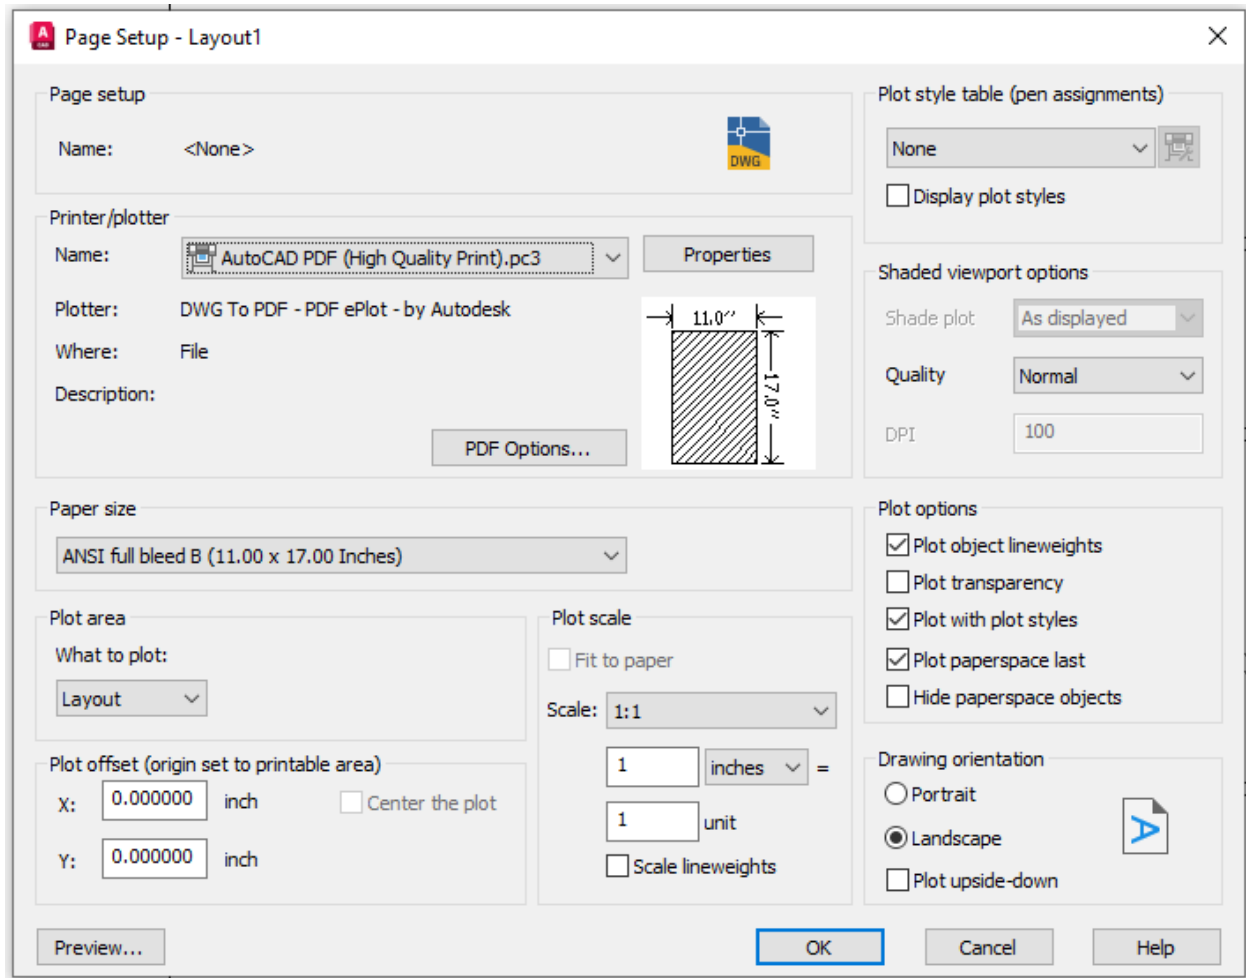 A
CAD
Page Setup - Layout1
Page setup
Name: <None>
DWG
Plot style table (pen assignments)
None
Display plot styles
Printer/plotter
Name: AutoCAD PDF (High Quality Print).pc3 Properties
Plotter: DWG To PDF - PDF ePlot - by Autodesk
Where: File
Description:
PDF Options...
11.0''
17.0''
Shaded viewport options
Shade plot As displayed
Quality Normal
DPI 100
Paper size
ANSI full bleed B (11.00 x 17.00 Inches)
Plot options
Plot object lineweights
Plot transparency
Plot with plot styles
Plot paperspace last
Hide paperspace objects
Plot area
What to plot:
Layout
Plot scale
Fit to paper
Scale: 1:1
1 inches =
1 unit
Scale lineweights
Plot offset (origin set to printable area)
X: 0.000000 inch Center the plot
Y: 0.000000 inch
Drawing orientation
Portrait
Landscape
Plot upside-down
A
Preview... OK Cancel Help